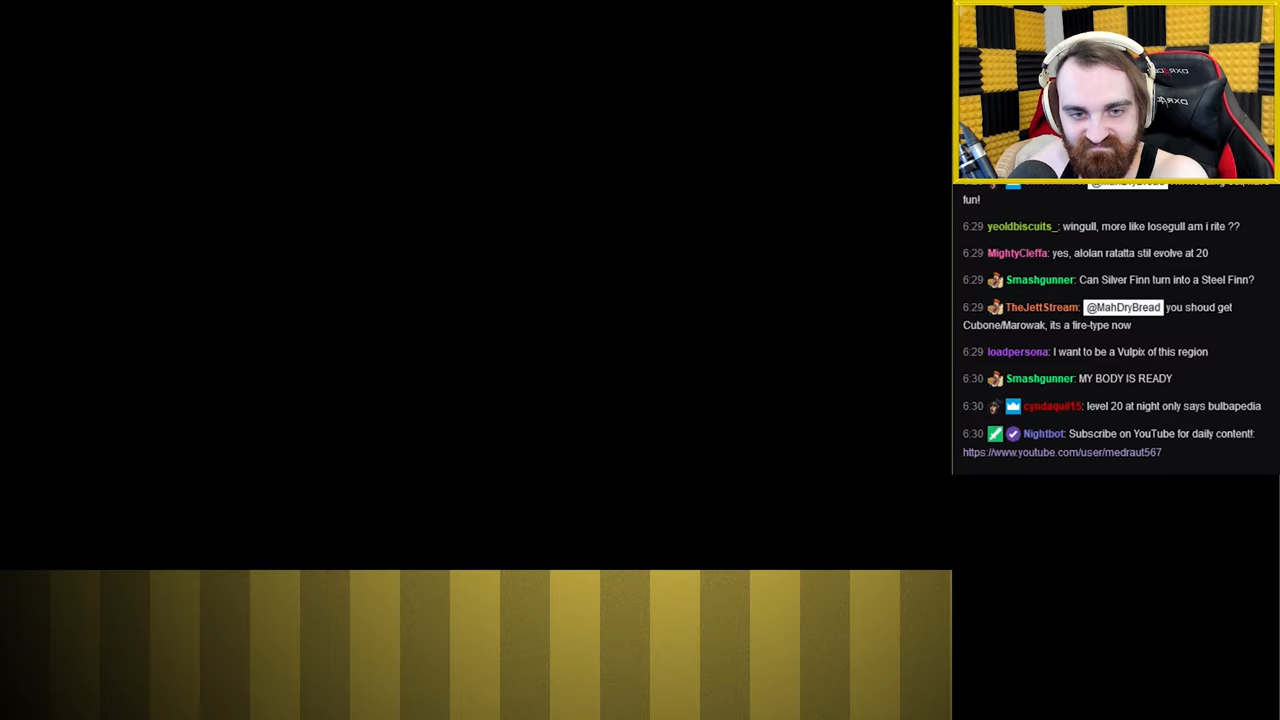 @MahDryBread
fun!
6:29 yeoldbiscuits_: wingull, more like losegull am i rite ??
6:29 MightyCleffa: yes, alolan ratatta stil evolve at 20
6:29 Smashgunner: Can Silver Finn turn into a Steel Finn?
6:29 TheJettStream: @MahDryBread you shoud get
Cubone/Marowak, its a fire-type now
6:29 loadpersona: I want to be a Vulpix of this region
6:30 Smashgunner: MY BODY IS READY
6:30 cyndaquil15: level 20 at night only says bulbapedia
6:30 Nightbot: Subscribe on YouTube for daily content!:
https://www.youtube.com/user/medraut567